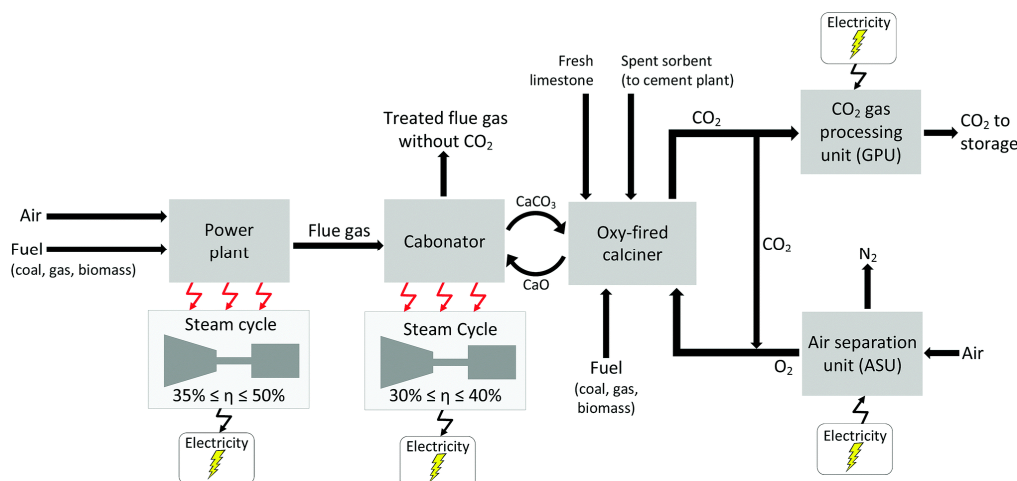 Electricity
Fresh
limestone
Spent sorbent
(to cement plant)
CO₂ gas
processing
unit (GPU)
CO₂
CO₂ to
storage
Treated flue gas
without CO₂
CaCO₃
Air
Fuel
(coal, gas, biomass)
Power
plant
Flue gas
Cabonator
Oxy-fired
calciner
CaO
CO₂
N₂
Steam cycle
35% ≤ η ≤ 50%
Steam Cycle
30% ≤ η ≤ 40%
Fuel
(coal, gas,
biomass)
O₂
Air separation
unit (ASU)
Air
Electricity
Electricity
Electricity